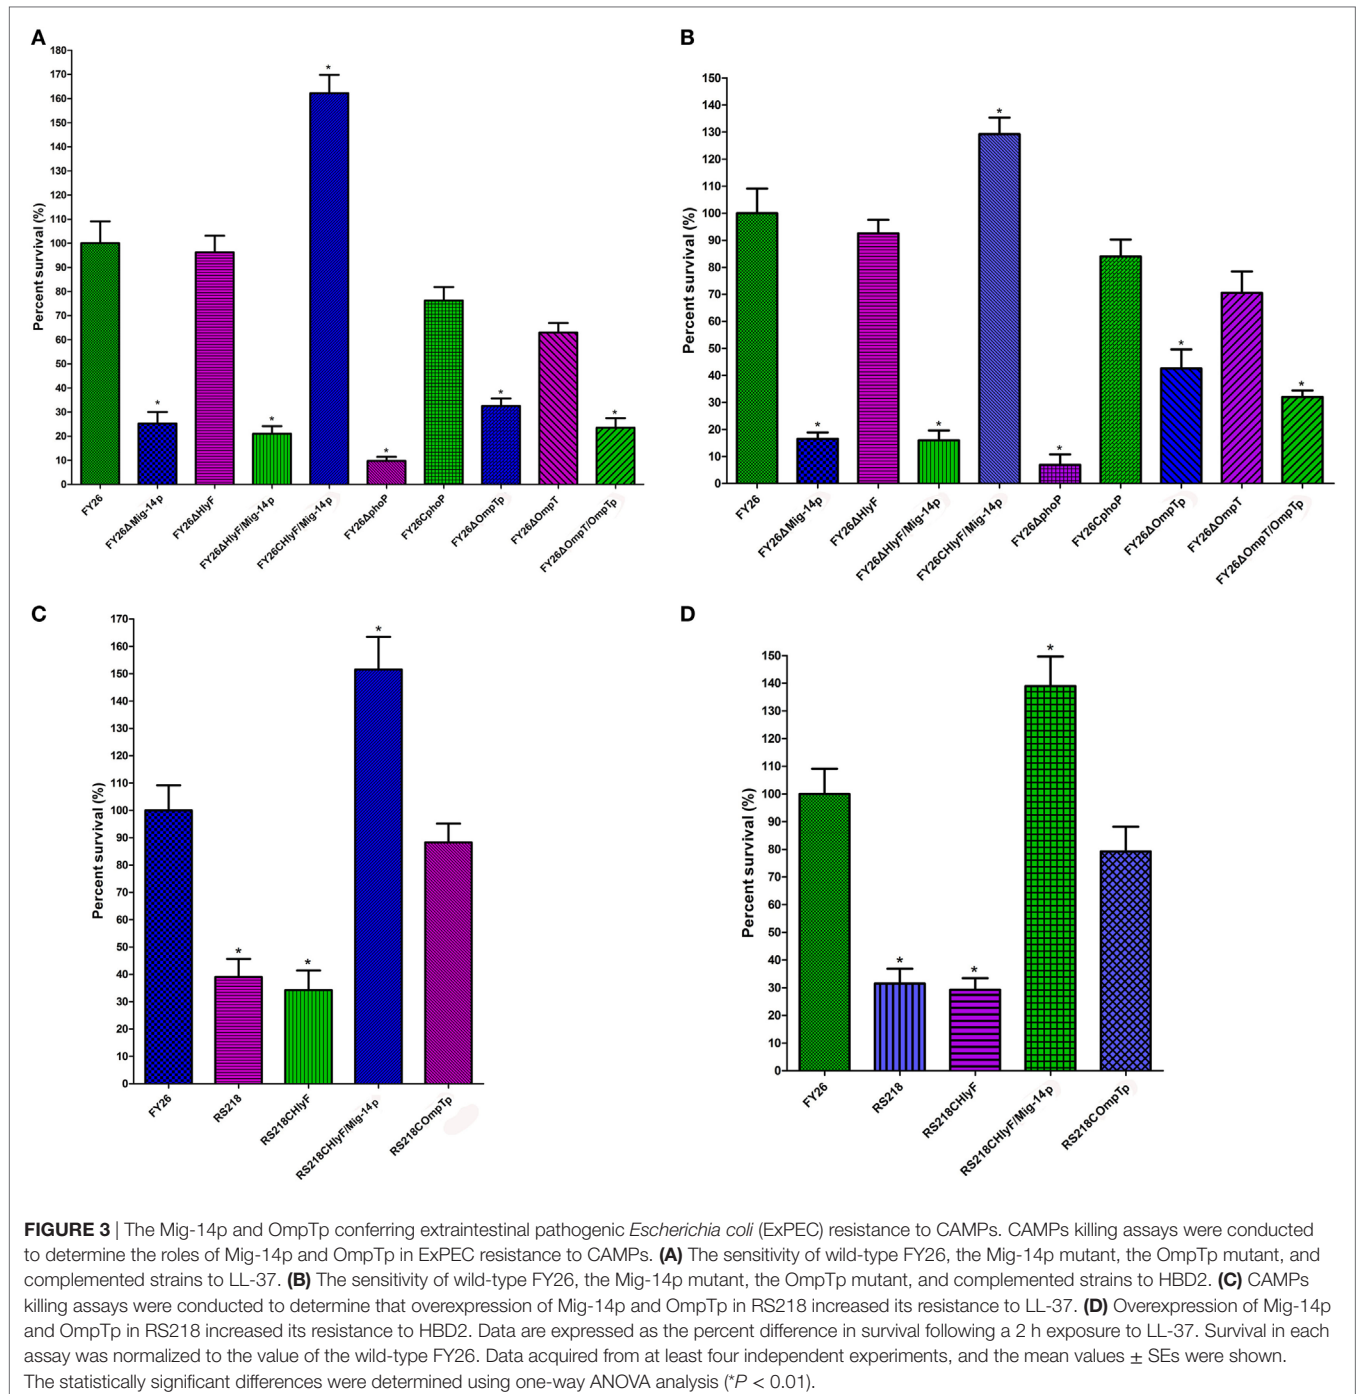 A
180
170
160
150
140
130
120
110
100
90
80
70
60
50
40
30
20
10
0
Percent survival (%)
* * * * * *
FY26
FY26ΔMig-14p
FY26ΔHlyF
FY26ΔHlyF/Mig-14p
FY26CHlyF/Mig-14p
FY26ΔphoP
FY26CphoP
FY26ΔOmpTp
FY26ΔOmpT
FY26ΔOmpT/OmpTp
B
150
140
130
120
110
100
90
80
70
60
50
40
30
20
10
0
Percent survival (%)
* * * * * *
FY26
FY26ΔMig-14p
FY26ΔHlyF
FY26ΔHlyF/Mig-14p
FY26CHlyF/Mig-14p
FY26ΔphoP
FY26CphoP
FY26ΔOmpTp
FY26ΔOmpT
FY26ΔOmpT/OmpTp
C
170
160
150
140
130
120
110
100
90
80
70
60
50
40
30
20
10
0
Percent survival (%)
* * *
FY26
RS218
RS218CHlyF
RS218CHlyF/Mig-14p
RS218COmpTp
D
150
140
130
120
110
100
90
80
70
60
50
40
30
20
10
0
Percent survival (%)
* * *
FY26
RS218
RS218CHlyF
RS218CHlyF/Mig-14p
RS218COmpTp
FIGURE 3 | The Mig-14p and OmpTp conferring extraintestinal pathogenic Escherichia coli (ExPEC) resistance to CAMPs. CAMPs killing assays were conducted
to determine the roles of Mig-14p and OmpTp in ExPEC resistance to CAMPs. (A) The sensitivity of wild-type FY26, the Mig-14p mutant, the OmpTp mutant, and
complemented strains to LL-37. (B) The sensitivity of wild-type FY26, the Mig-14p mutant, the OmpTp mutant, and complemented strains to HBD2. (C) CAMPs
killing assays were conducted to determine that overexpression of Mig-14p and OmpTp in RS218 increased its resistance to LL-37. (D) Overexpression of Mig-14p
and OmpTp in RS218 increased its resistance to HBD2. Data are expressed as the percent difference in survival following a 2 h exposure to LL-37. Survival in each
assay was normalized to the value of the wild-type FY26. Data acquired from at least four independent experiments, and the mean values ± SEs were shown.
The statistically significant differences were determined using one-way ANOVA analysis (*P < 0.01).